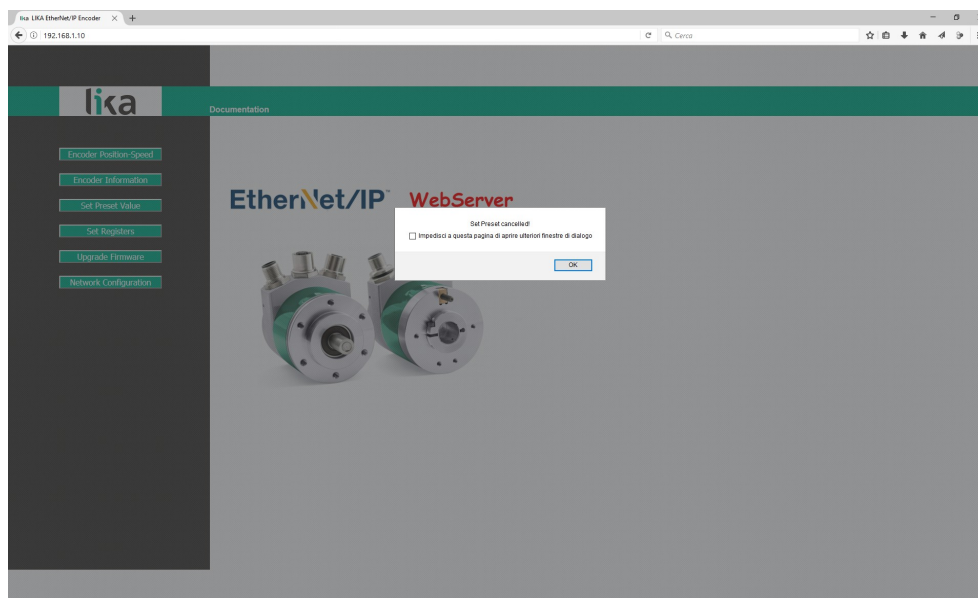 lika LIKA EtherNet/IP Encoder
192.168.1.10
Cerca
lika
Documentation
Encoder Position-Speed
Encoder Information
Set Preset Value
Set Registers
Upgrade Firmware
Network Configuration
EtherNet/IP™ WebServer
Set Preset cancelled!
Impedisci a questa pagina di aprire ulteriori finestre di dialogo
OK